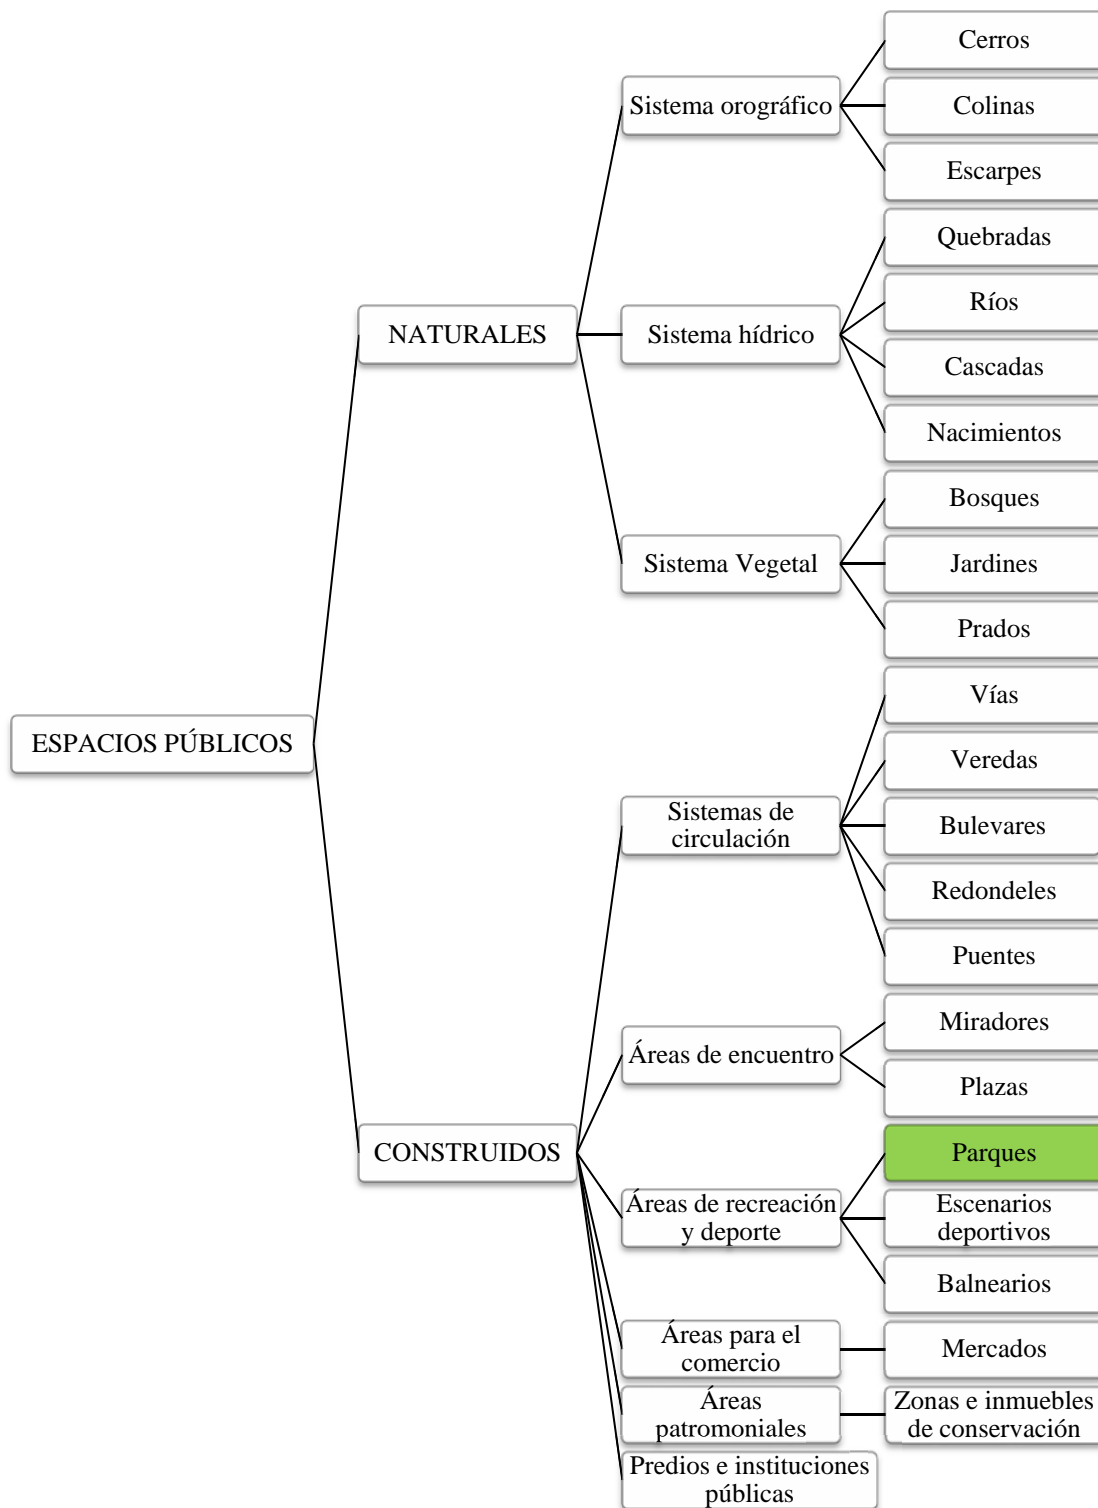 ESPACIOS PÚBLICOS
NATURALES
Sistema orográfico
Cerros
Colinas
Escarpes
Sistema hídrico
Quebradas
Ríos
Cascadas
Nacimientos
Sistema Vegetal
Bosques
Jardines
Prados
CONSTRUIDOS
Sistemas de
circulación
Vías
Veredas
Bulevares
Redondeles
Puentes
Áreas de encuentro
Miradores
Plazas
Áreas de recreación
y deporte
Parques
Escenarios
deportivos
Balnearios
Áreas para el
comercio
Mercados
Áreas
patromoniales
Zonas e inmuebles
de conservación
Predios e instituciones
públicas